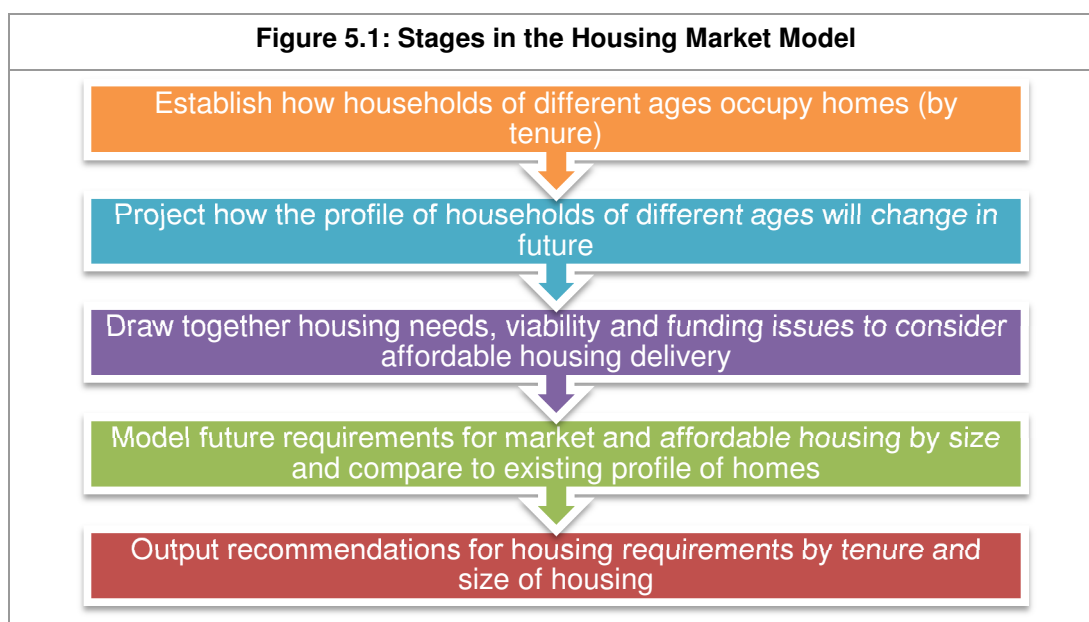 Figure 5.1: Stages in the Housing Market Model
Establish how households of different ages occupy homes (by
tenure)
Project how the profile of households of different ages will change in
future
Draw together housing needs, viability and funding issues to consider
affordable housing delivery
Model future requirements for market and affordable housing by size
and compare to existing profile of homes
Output recommendations for housing requirements by tenure and
size of housing